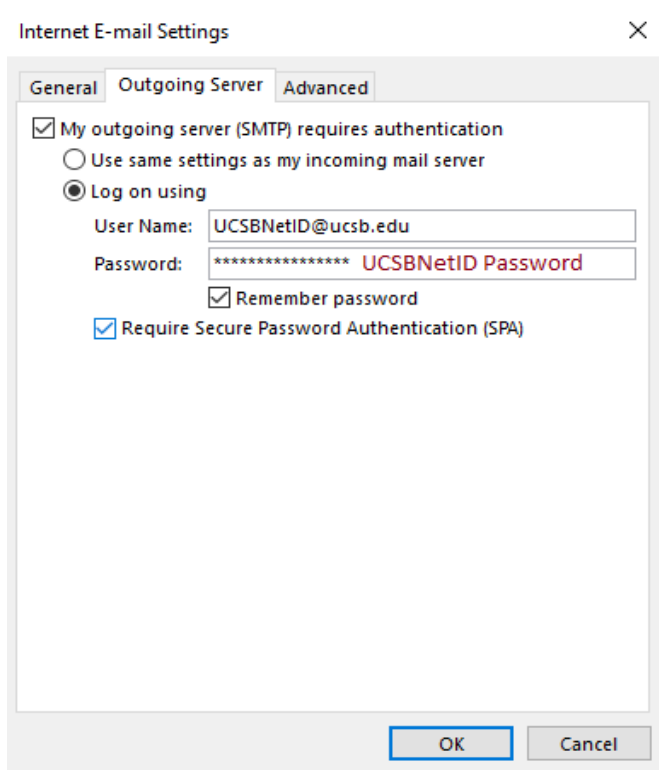 Internet E-mail Settings
General Outgoing Server Advanced
My outgoing server (SMTP) requires authentication
Use same settings as my incoming mail server
Log on using
User Name: UCSBNetID@ucsb.edu
Password: **************** UCSBNetID Password
Remember password
Require Secure Password Authentication (SPA)
OK Cancel